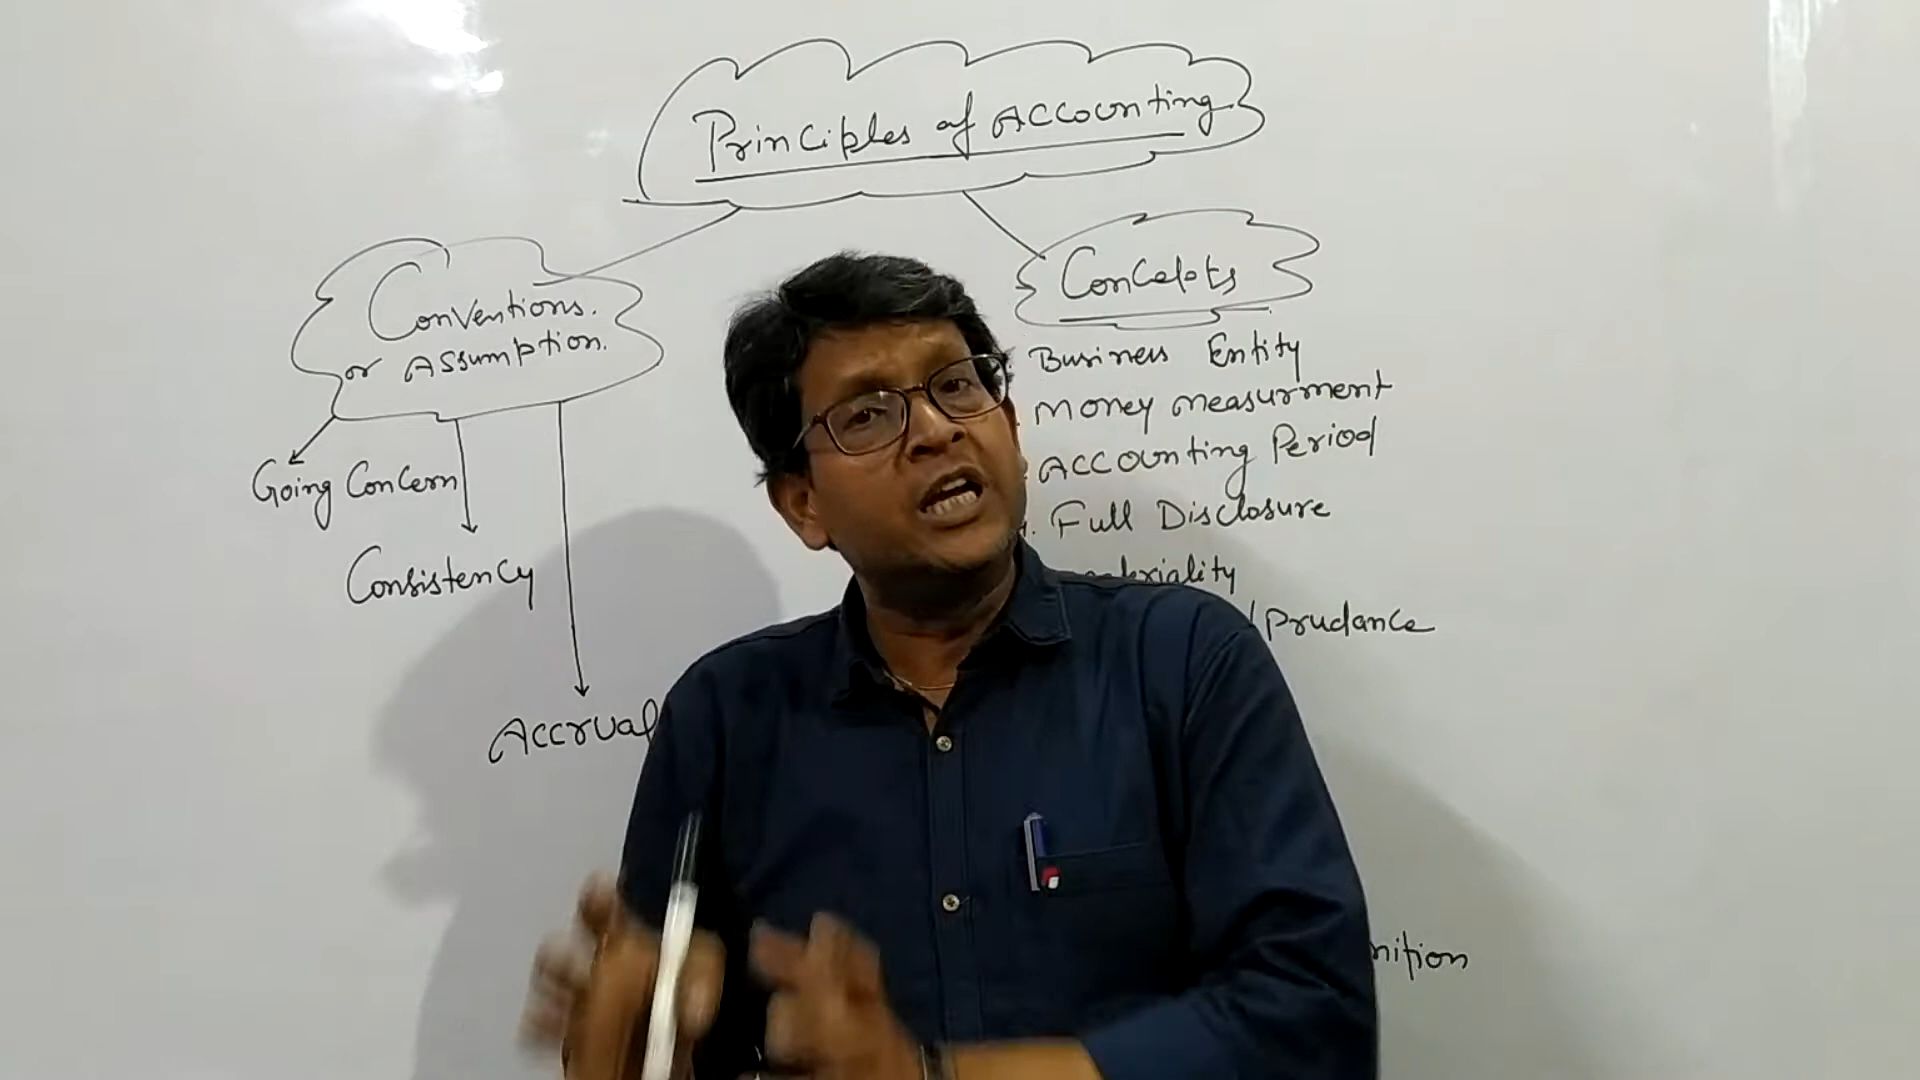 Principles of Accounting
Conventions.
or Assumption.
Going Concern
Consistency
Accrual
Concepts
Business Entity
Money measurment
Accounting Period
4. Full Disclosure
/Prudance